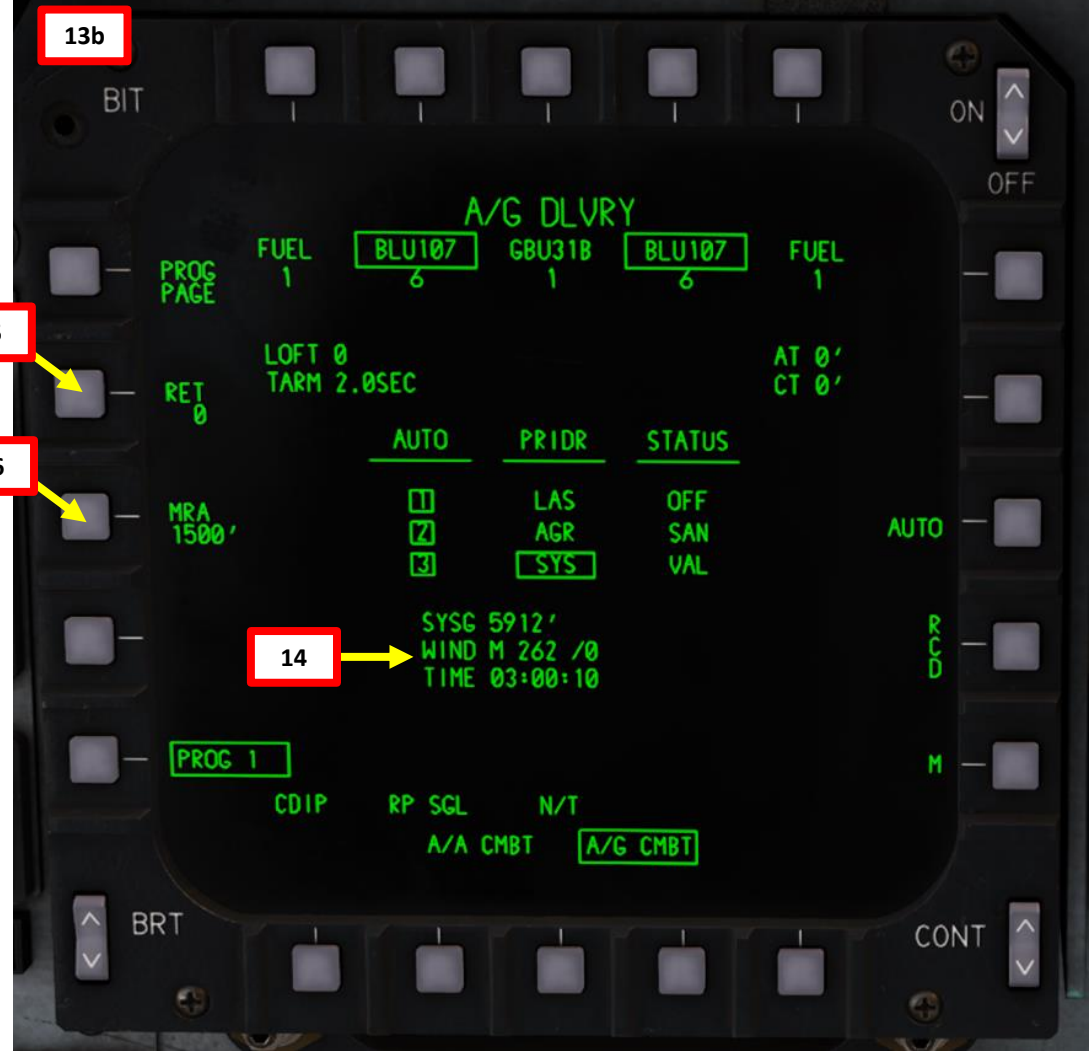 13b
BIT
ON
OFF
A/G DLVRY
FUEL BLU107 GBU31B BLU107 FUEL
1 6 1 6 1
PROG
PAGE
LOFT 0 AT 0'
TARM 2.0SEC CT 0'
RET
0
AUTO PRIDR STATUS
1 LAS OFF
2 AGR SAN
3 SYS VAL
MRA
1500'
AUTO
SYSG 5912'
14
WIND M 262 /0
TIME 03:00:10
RCD
PROG 1
M
CDIP RP SGL N/T
A/A CMBT A/G CMBT
BRT
CONT